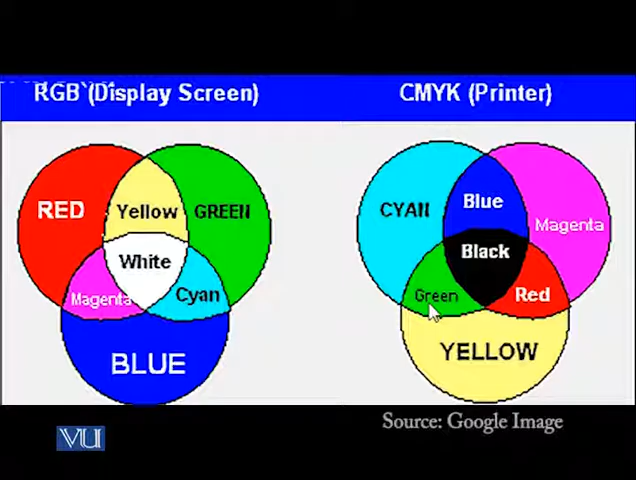 RGB (Display Screen)
CMYK (Printer)
RED
Yellow
GREEN
White
Magenta
Cyan
BLUE
CYAN
Blue
Magenta
Black
Green
Red
YELLOW
Source: Google Image
VU